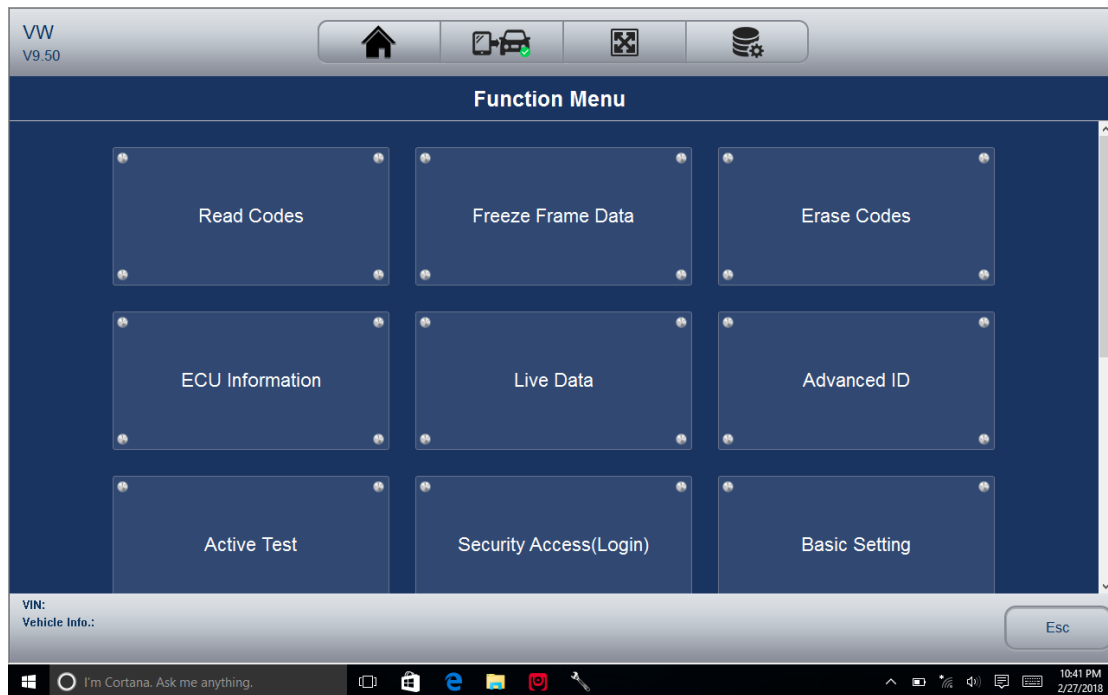 VW
V9.50
Function Menu
Read Codes
Freeze Frame Data
Erase Codes
ECU Information
Live Data
Advanced ID
Active Test
Security Access(Login)
Basic Setting
VIN:
Vehicle Info.:
Esc
I'm Cortana. Ask me anything.
10:41 PM
2/27/2018